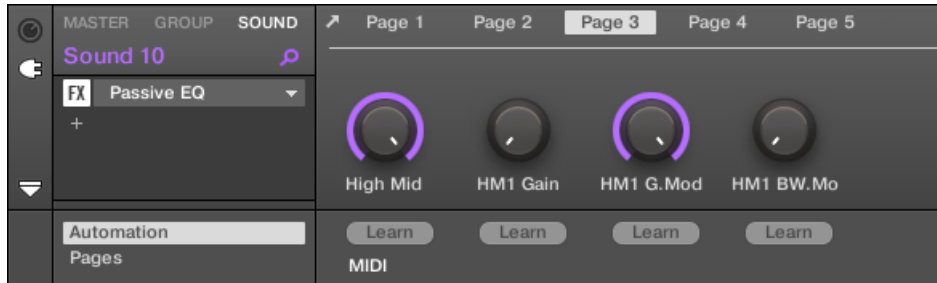 MASTER GROUP SOUND
Sound 10
FX Passive EQ
+
Automation
Pages
Page 1 Page 2 Page 3 Page 4 Page 5
High Mid HM1 Gain HM1 G.Mod HM1 BW.Mo
Learn Learn Learn Learn
MIDI